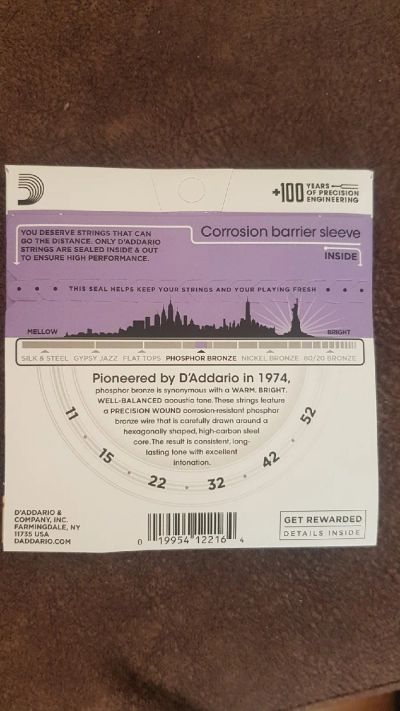 +100 YEARS OF PRECISION ENGINEERING
YOU DESERVE STRINGS THAT CAN
GO THE DISTANCE. ONLY D'ADDARIO
STRINGS ARE SEALED INSIDE & OUT
TO ENSURE HIGH PERFORMANCE.
Corrosion barrier sleeve
INSIDE
• • • THIS SEAL HELPS KEEP YOUR STRINGS AND YOUR PLAYING FRESH • • •
MELLOW
BRIGHT
SILK & STEEL GYPSY JAZZ FLAT TOPS PHOSPHOR BRONZE NICKEL BRONZE 80/20 BRONZE
Pioneered by D'Addario in 1974,
phosphor bronze is synonymous with a WARM, BRIGHT,
WELL-BALANCED acoustic tone. These strings feature
a PRECISION WOUND corrosion-resistant phosphor
bronze wire that is carefully drawn around a
hexagonally shaped, high-carbon steel
core. The result is consistent, long-
lasting tone with excellent
intonation.
11 • 15 • 22 • 32 • 42 • 52
D'ADDARIO &
COMPANY, INC.
FARMINGDALE, NY
11735 USA
DADDARIO.COM
0 19954 12216 4
GET REWARDED
DETAILS INSIDE